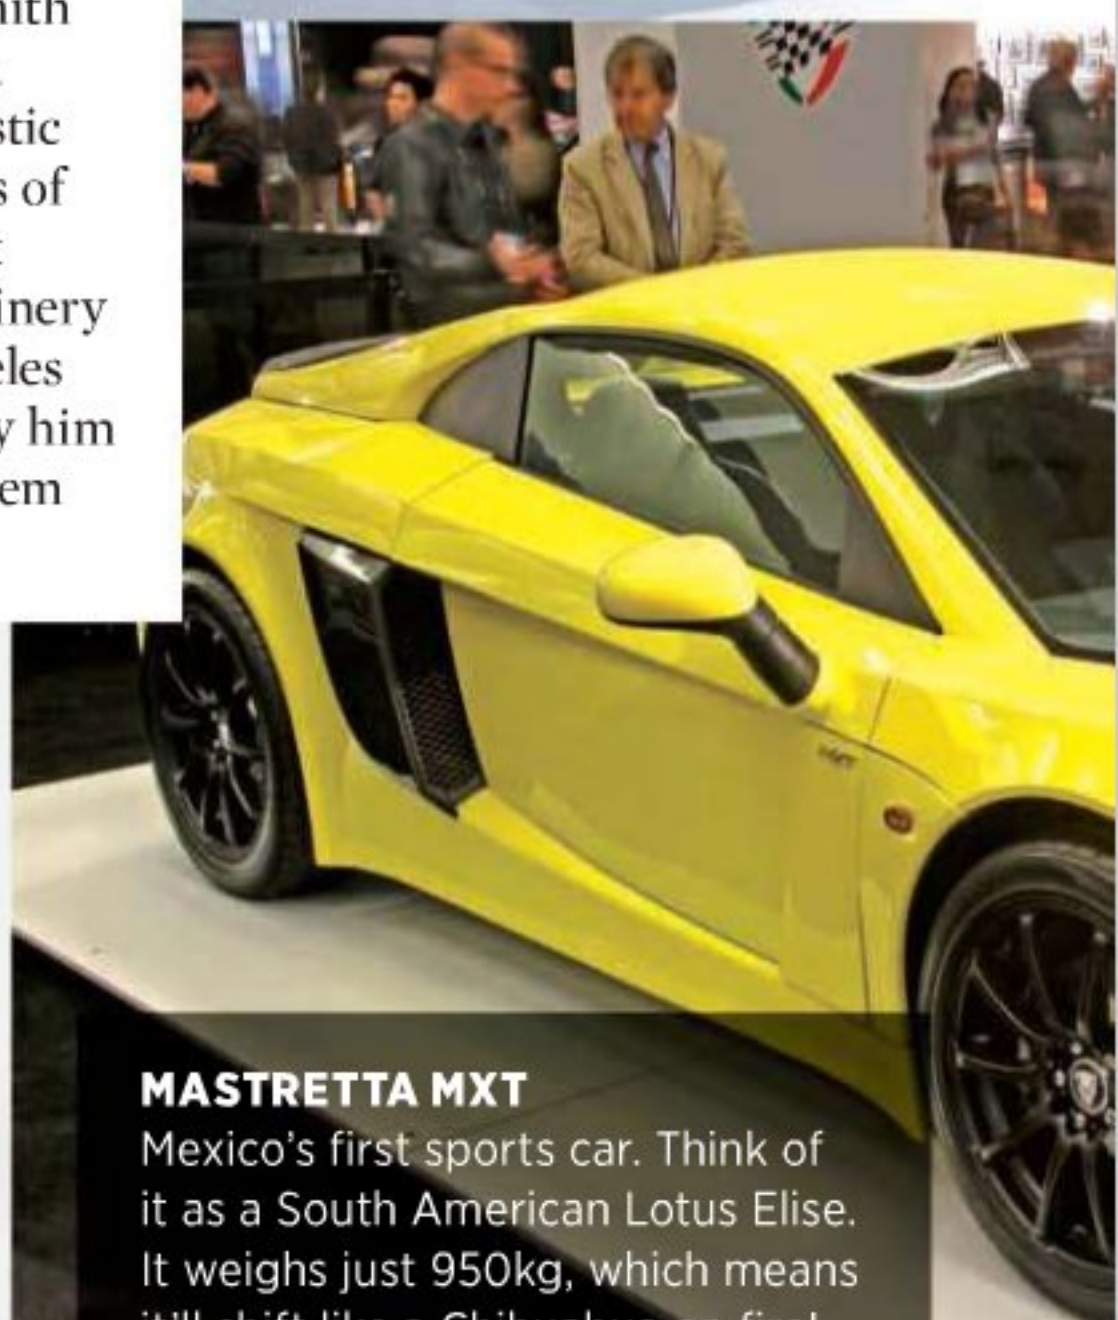 stic
s of
inery
eles
y him
em
MASTRETTA MXT
Mexico's first sports car. Think of
it as a South American Lotus Elise.
It weighs just 950kg, which means